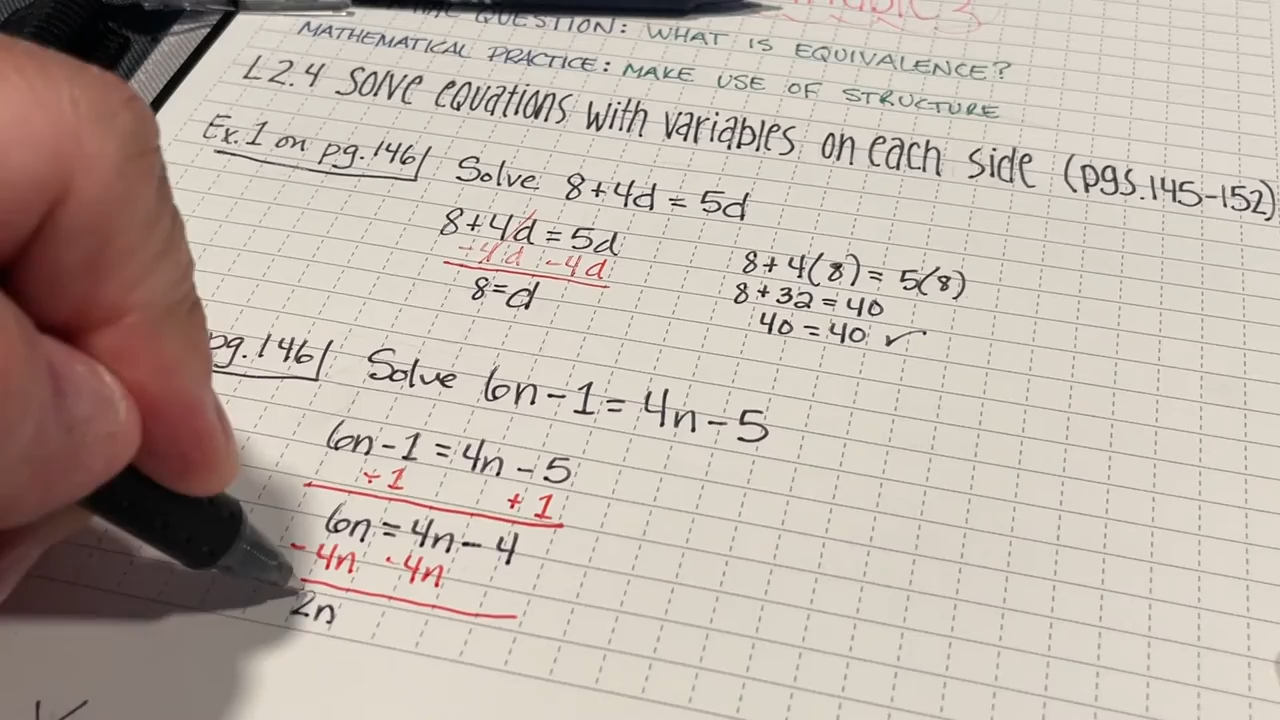 QUESTION: WHAT IS EQUIVALENCE?
MATHEMATICAL PRACTICE: MAKE USE OF STRUCTURE
L2.4 Solve equations with variables on each side (pgs.145-152)
Ex.1 on pg.146 Solve 8+4d=5d
8+4d=5d
-4d -4d
8=d
8+4(8)=5(8)
8+32=40
40=40 ✓
pg.146 Solve 6n-1=4n-5
6n-1=4n-5
+1 +1
6n=4n-4
-4n -4n
2n